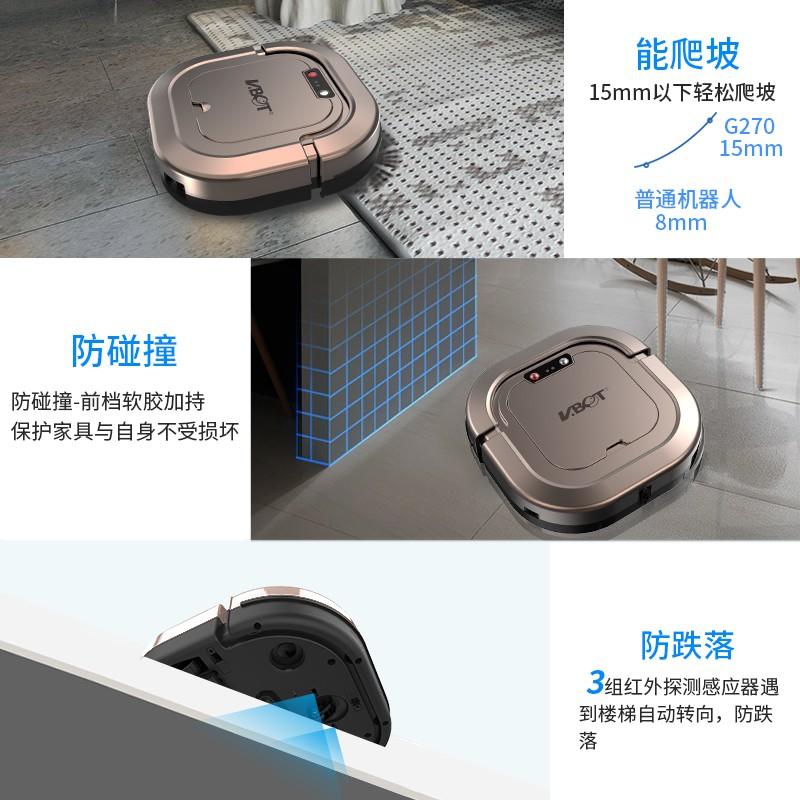 VBOT
能爬坡
15mm以下轻松爬坡
G270
15mm
普通机器人
8mm
防碰撞
防碰撞-前档软胶加持
保护家具与自身不受损坏
VBOT
防跌落
3组红外探测感应器遇
到楼梯自动转向，防跌
落